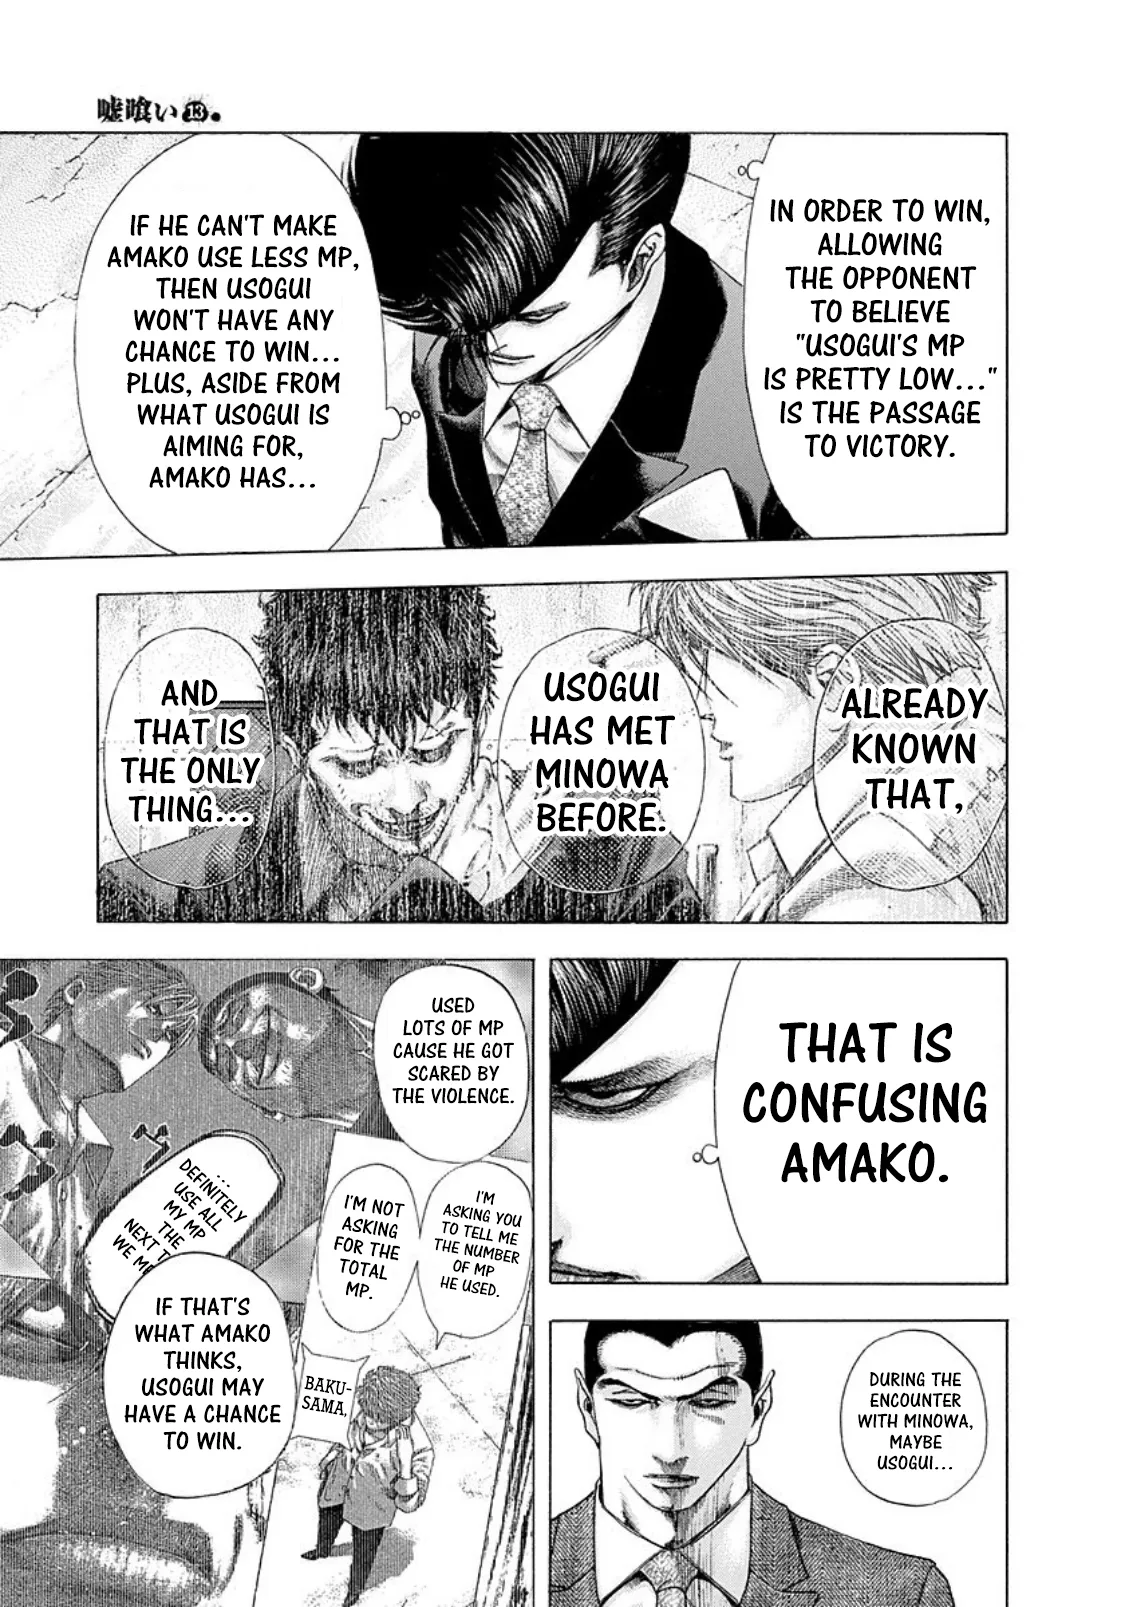 嘘喰い 13.
IN ORDER TO WIN,
ALLOWING
THE OPPONENT
TO BELIEVE
"USOGUI'S MP
IS PRETTY LOW..."
IS THE PASSAGE
TO VICTORY.
IF HE CAN'T MAKE
AMAKO USE LESS MP,
THEN USOGUI
WON'T HAVE ANY
CHANCE TO WIN...
PLUS, ASIDE FROM
WHAT USOGUI IS
AIMING FOR,
AMAKO HAS...
ALREADY
KNOWN
THAT,
USOGUI
HAS MET
MINOWA
BEFORE.
AND
THAT IS
THE ONLY
THING...
THAT IS
CONFUSING
AMAKO.
DURING THE
ENCOUNTER
WITH MINOWA,
MAYBE
USOGUI...
USED
LOTS OF MP
CAUSE HE GOT
SCARED BY
THE VIOLENCE.
I'M
ASKING YOU
TO TELL ME
THE NUMBER
OF MP
HE USED.
I'M NOT
ASKING
FOR THE
TOTAL
MP.
BAKU-
SAMA,
...
DEFINITELY
USE ALL
MY MP
THE
NEXT
WE
IF THAT'S
WHAT AMAKO
THINKS,
USOGUI MAY
HAVE A CHANCE
TO WIN.